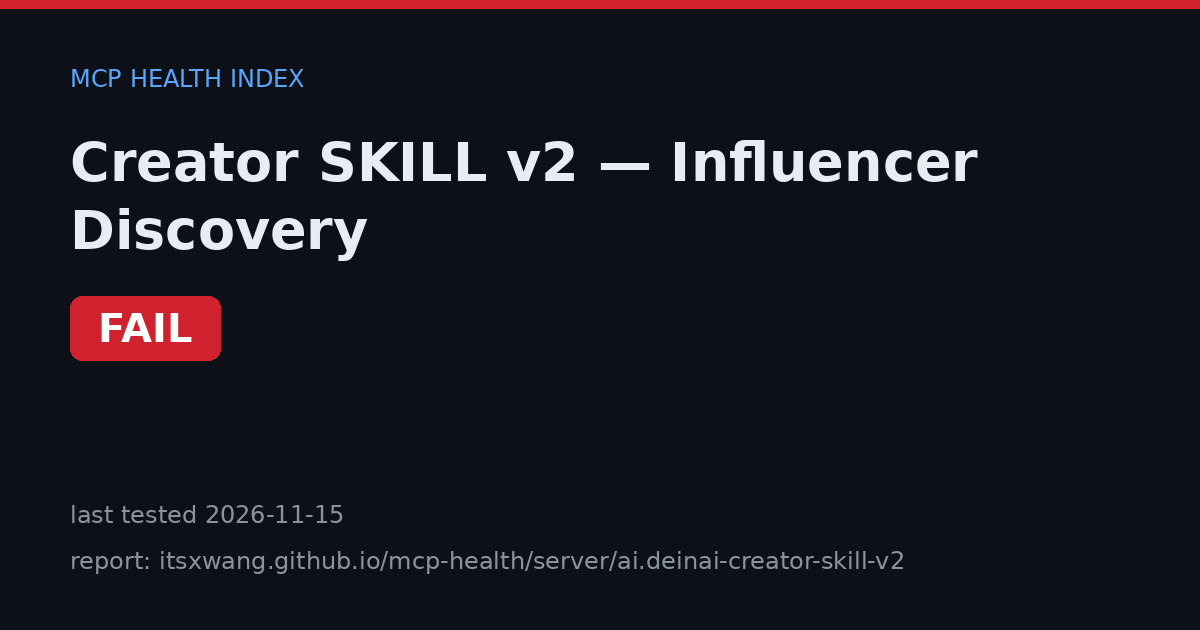 MCP HEALTH INDEX
Creator SKILL v2 — Influencer
Discovery
FAIL
last tested 2026-11-15
report: itsxwang.github.io/mcp-health/server/ai.deinai-creator-skill-v2